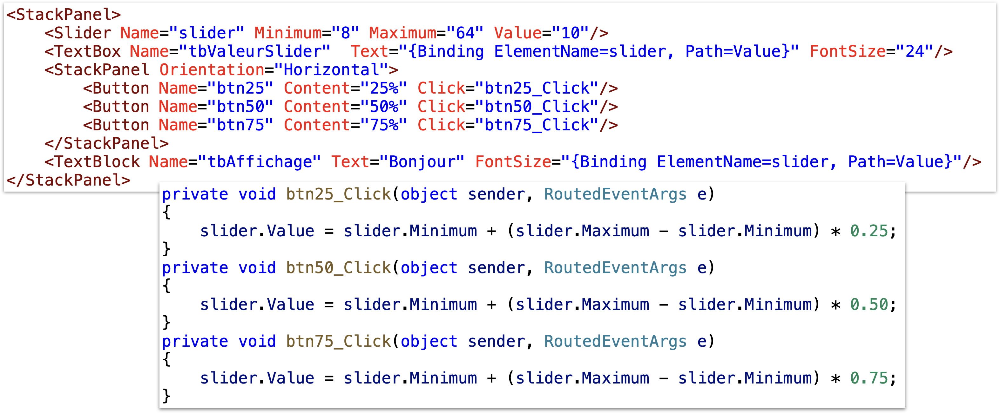 <StackPanel>
    <Slider Name="slider" Minimum="8" Maximum="64" Value="10"/>
    <TextBox Name="tbValeurSlider"  Text="{Binding ElementName=slider, Path=Value}" FontSize="24"/>
    <StackPanel Orientation="Horizontal">
        <Button Name="btn25" Content="25%" Click="btn25_Click"/>
        <Button Name="btn50" Content="50%" Click="btn50_Click"/>
        <Button Name="btn75" Content="75%" Click="btn75_Click"/>
    </StackPanel>
    <TextBlock Name="tbAffichage" Text="Bonjour" FontSize="{Binding ElementName=slider, Path=Value}"/>
</StackPanel>
private void btn25_Click(object sender, RoutedEventArgs e)
{
    slider.Value = slider.Minimum + (slider.Maximum - slider.Minimum) * 0.25;
}
private void btn50_Click(object sender, RoutedEventArgs e)
{
    slider.Value = slider.Minimum + (slider.Maximum - slider.Minimum) * 0.50;
}
private void btn75_Click(object sender, RoutedEventArgs e)
{
    slider.Value = slider.Minimum + (slider.Maximum - slider.Minimum) * 0.75;
}